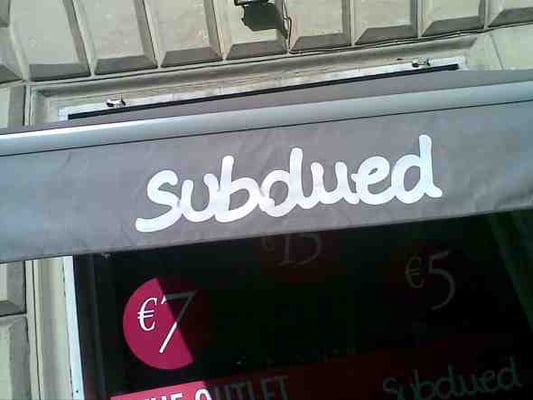 subdued
€15
€5
€7
THE OUTLET
Subdued